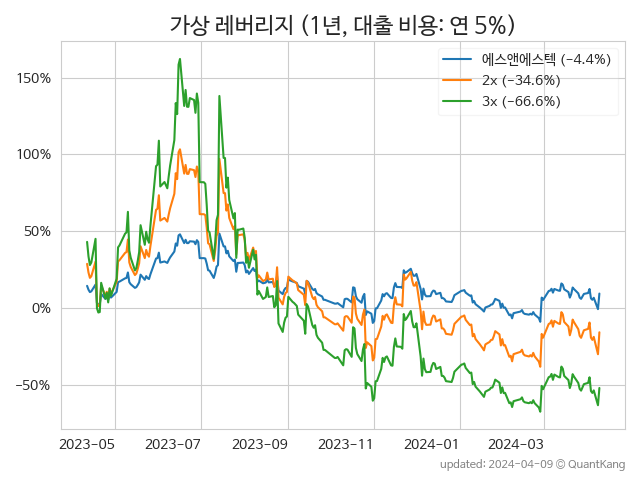 가상 레버리지 (1년, 대출 비용: 연 5%)
에스앤에스텍 (−4.4%)
2x (−34.6%)
3x (−66.6%)
150%
100%
50%
0%
−50%
2023-05 2023-07 2023-09 2023-11 2024-01 2024-03
updated: 2024-04-09 © QuantKang